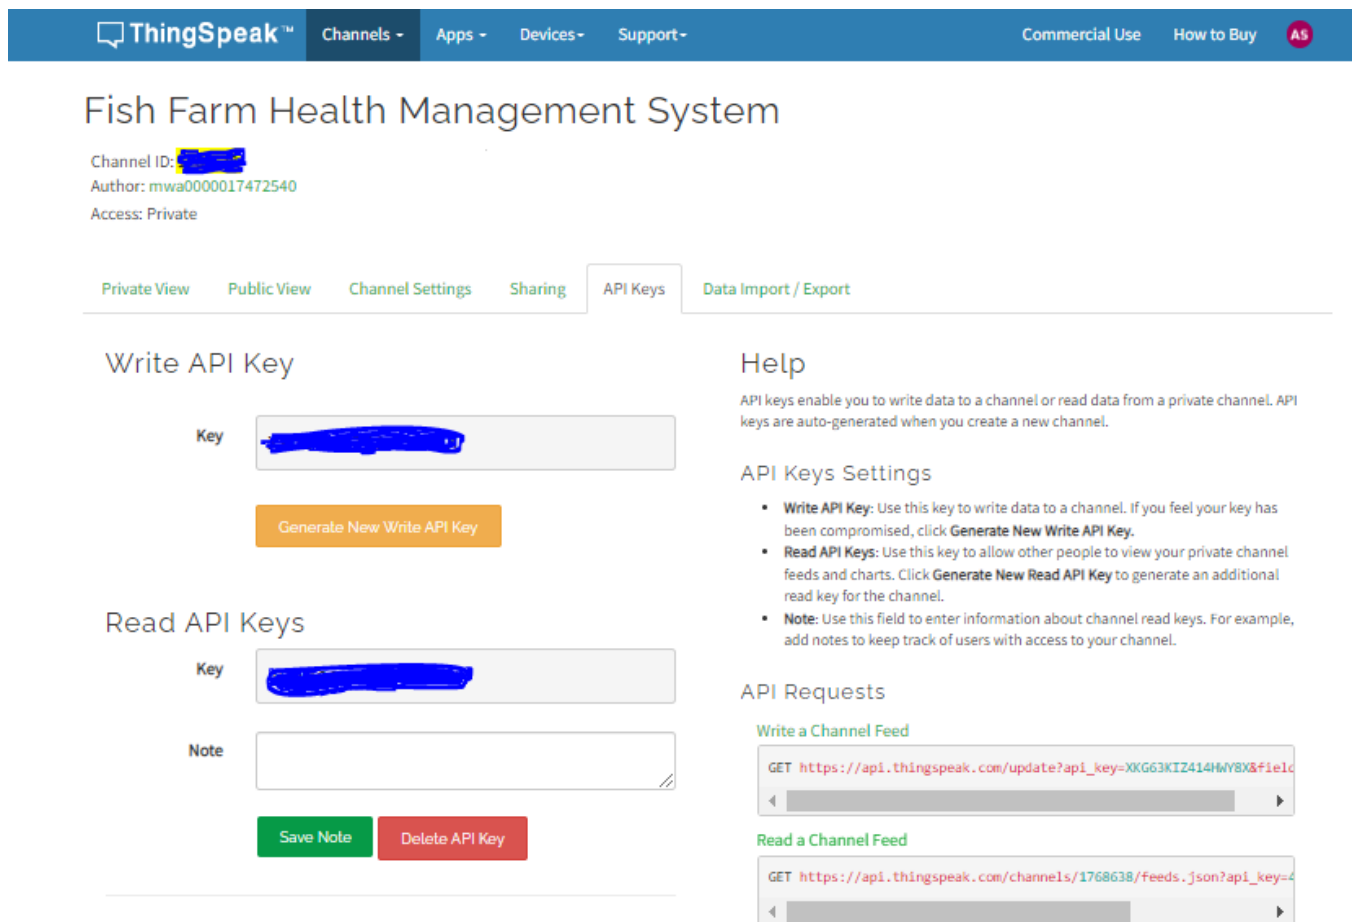 ThingSpeak™ Channels Apps Devices Support Commercial Use How to Buy AS
Fish Farm Health Management System
Channel ID:
Author: mwa0000017472540
Access: Private
Private View Public View Channel Settings Sharing API Keys Data Import / Export
Write API Key
Key
Generate New Write API Key
Read API Keys
Key
Note
Save Note Delete API Key
Help
API keys enable you to write data to a channel or read data from a private channel. API
keys are auto-generated when you create a new channel.
API Keys Settings
• Write API Key: Use this key to write data to a channel. If you feel your key has
been compromised, click Generate New Write API Key.
• Read API Keys: Use this key to allow other people to view your private channel
feeds and charts. Click Generate New Read API Key to generate an additional
read key for the channel.
• Note: Use this field to enter information about channel read keys. For example,
add notes to keep track of users with access to your channel.
API Requests
Write a Channel Feed
GET https://api.thingspeak.com/update?api_key=XKG63KIZ414HWY8X&field
Read a Channel Feed
GET https://api.thingspeak.com/channels/1768638/feeds.json?api_key=4